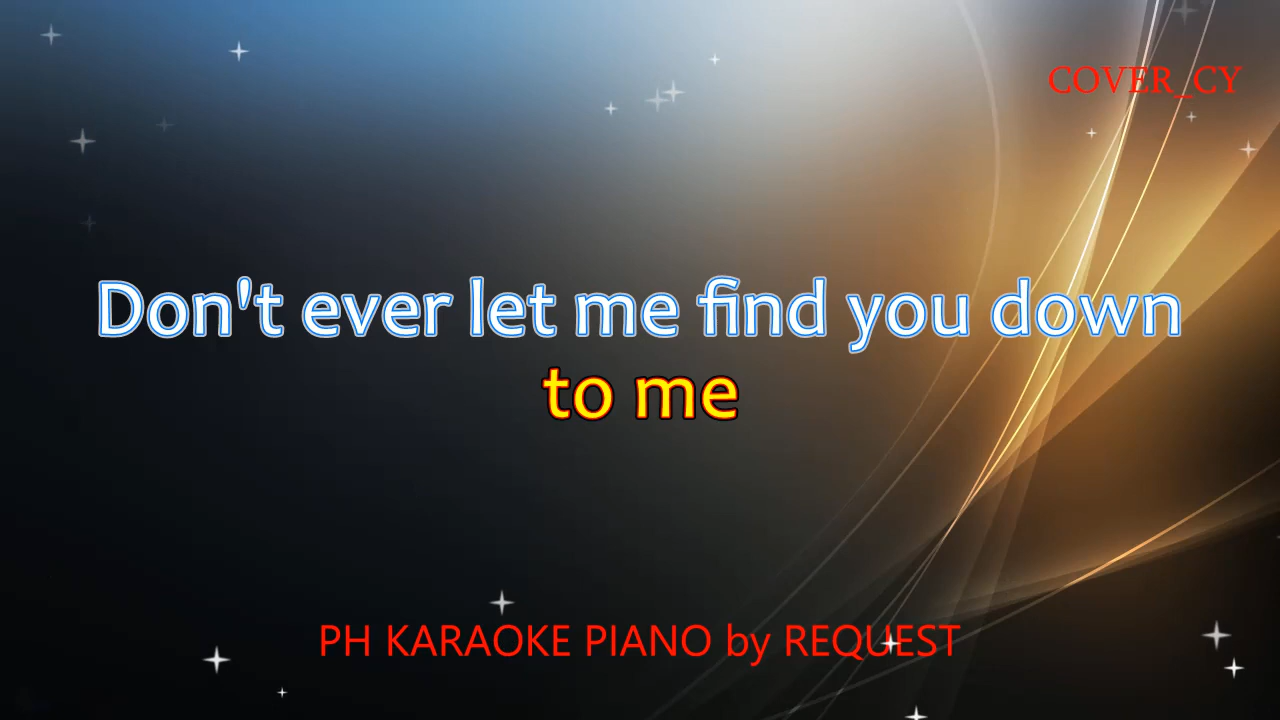 COVER_CY
Don't ever let me find you down
to me
PH KARAOKE PIANO by REQUEST